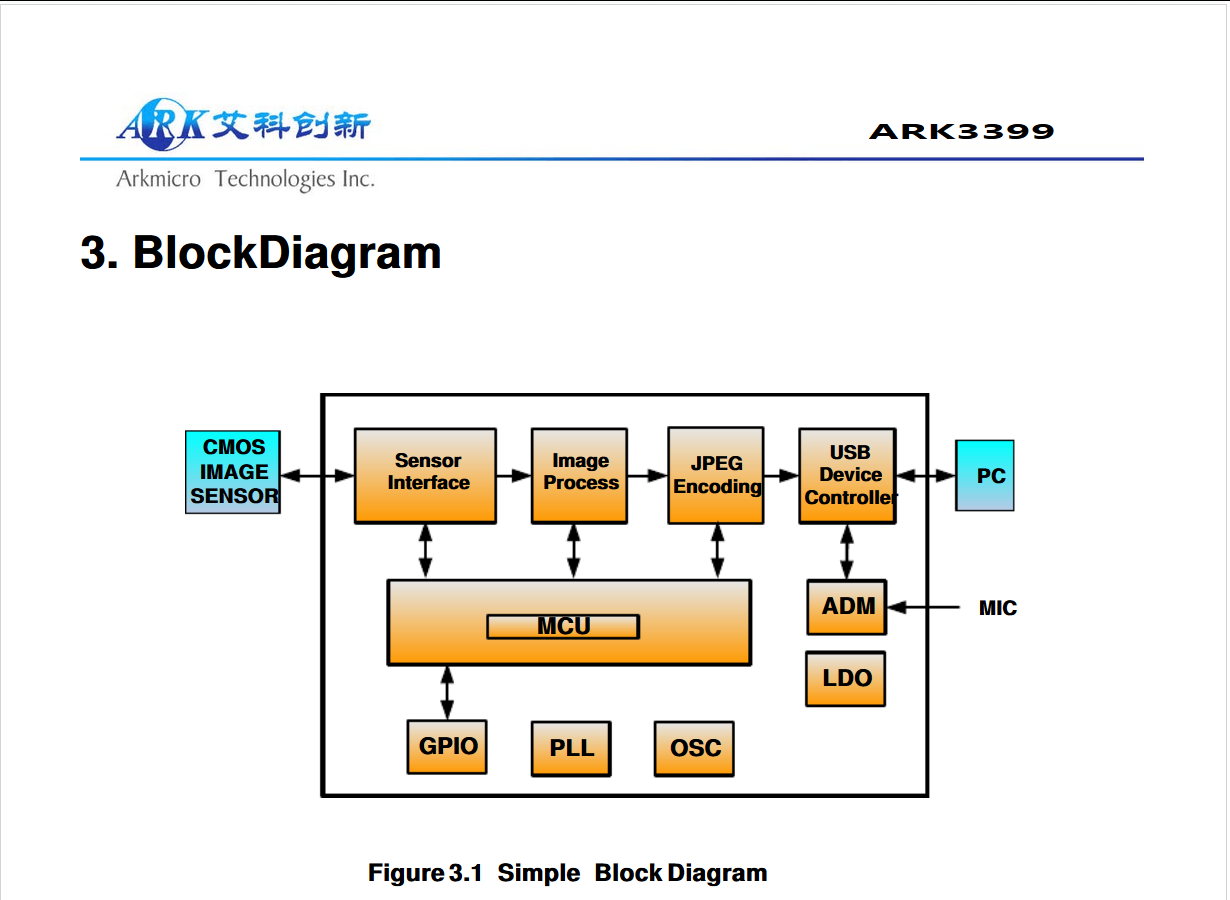 ARK艾科创新
ARK3399
Arkmicro Technologies Inc.
3. BlockDiagram
CMOS
IMAGE
SENSOR
Sensor
Interface
Image
Process
JPEG
Encoding
USB
Device
Controller
PC
MCU
ADM
MIC
LDO
GPIO
PLL
OSC
Figure 3.1 Simple Block Diagram